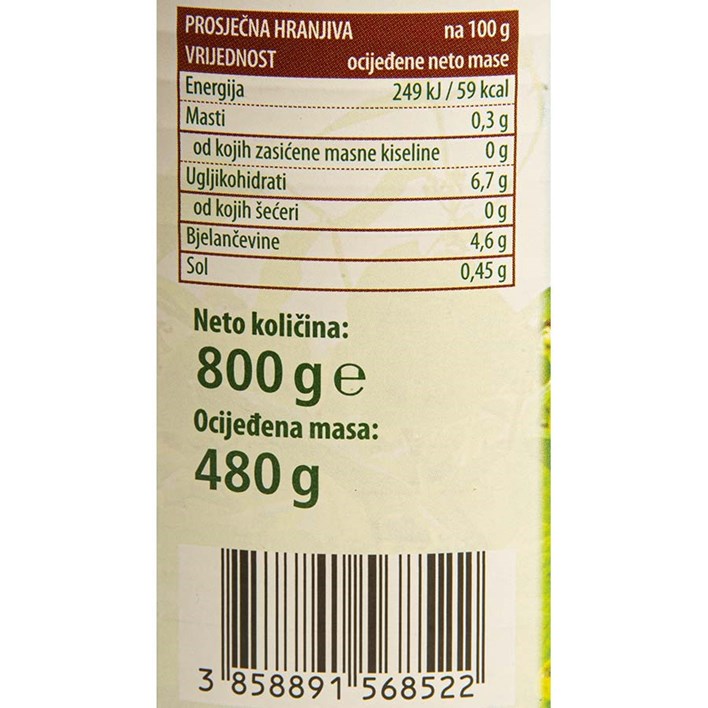 PROSJEČNA HRANJIVA na 100 g
VRIJEDNOST ocijeđene neto mase
Energija 249 kJ / 59 kcal
Masti 0,3 g
od kojih zasićene masne kiseline 0 g
Ugljikohidrati 6,7 g
od kojih šećeri 0 g
Bjelančevine 4,6 g
Sol 0,45 g
Neto količina:
800 g ℮
Ocijeđena masa:
480 g
3 858891 568522